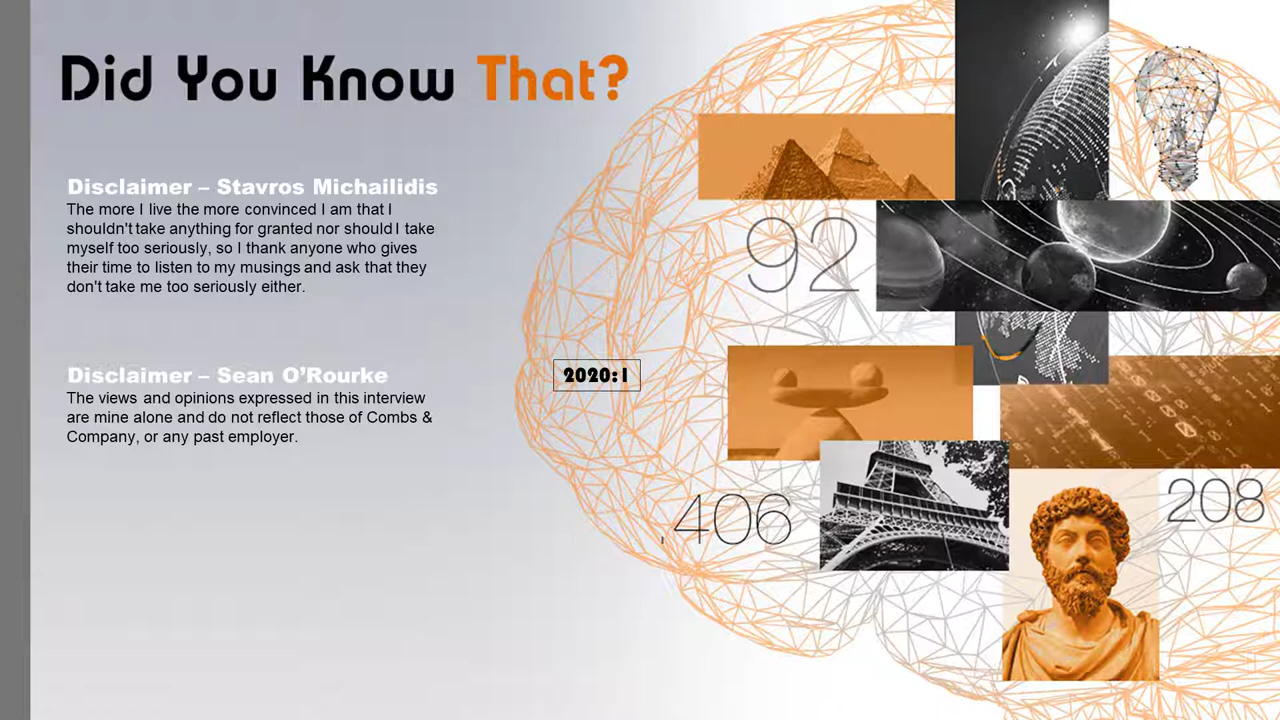 Did You Know That?
Disclaimer – Stavros Michailidis
The more I live the more convinced I am that I
shouldn't take anything for granted nor should I take
myself too seriously, so I thank anyone who gives
their time to listen to my musings and ask that they
don't take me too seriously either.
Disclaimer – Sean O'Rourke
The views and opinions expressed in this interview
are mine alone and do not reflect those of Combs &
Company, or any past employer.
2020:1
92
,406
208